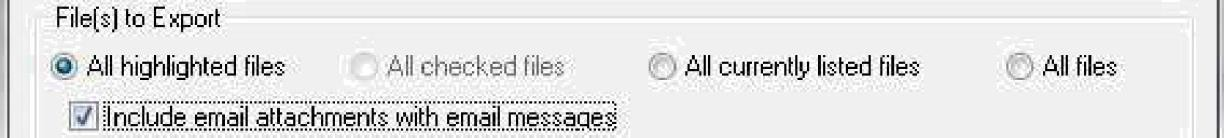 File(s) to Export
All highlighted files All checked files All currently listed files All files
Include email attachments with email messages